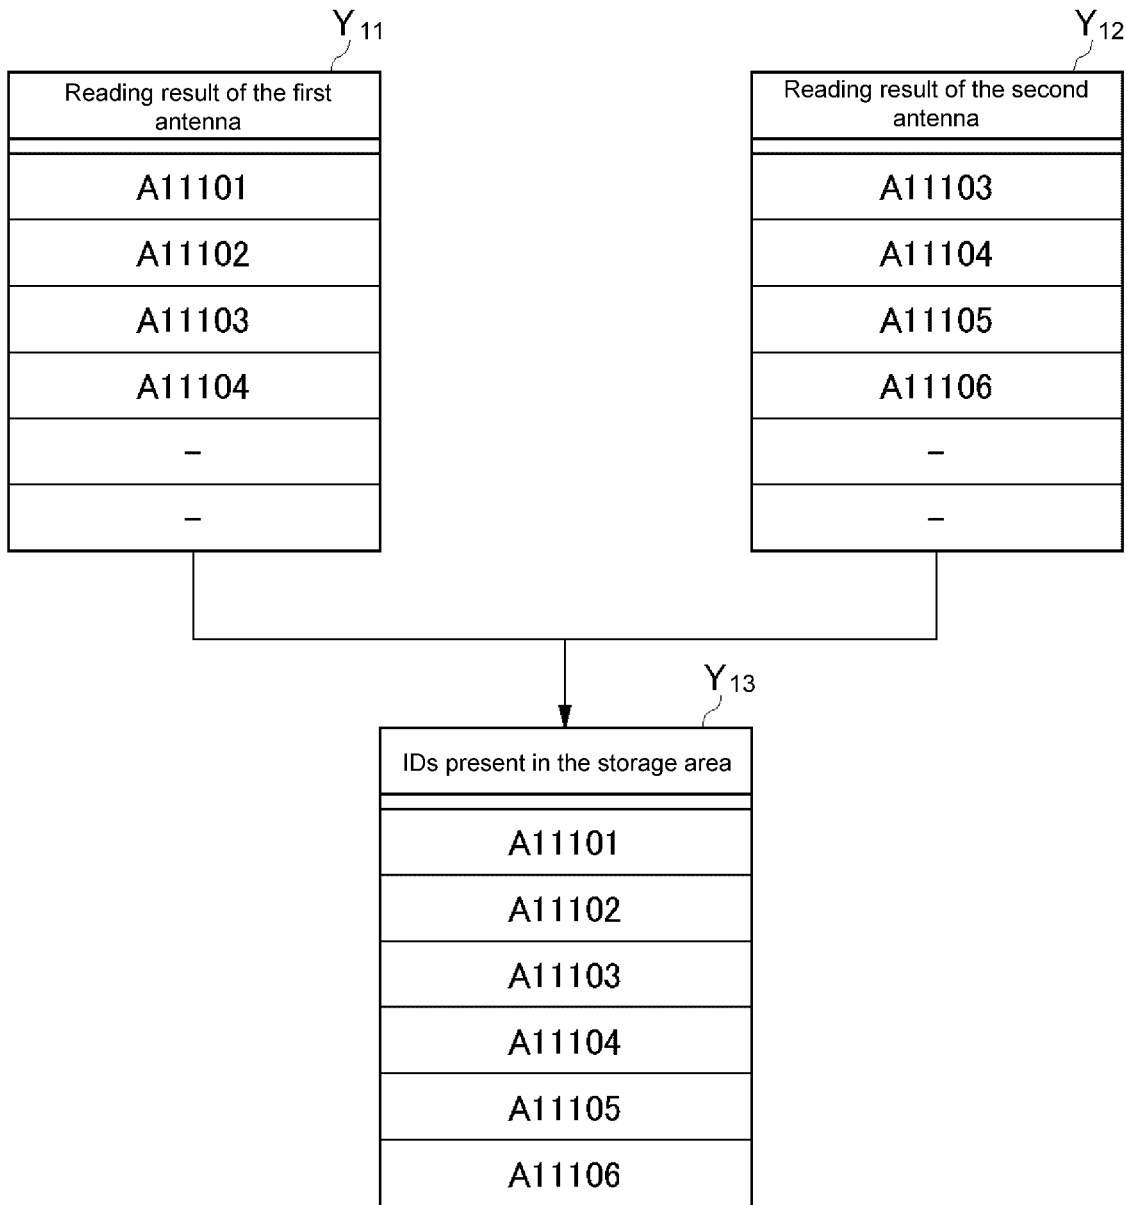 Y11
Reading result of the first
antenna
A11101
A11102
A11103
A11104
–
–
Y12
Reading result of the second
antenna
A11103
A11104
A11105
A11106
–
–
Y13
IDs present in the storage area
A11101
A11102
A11103
A11104
A11105
A11106